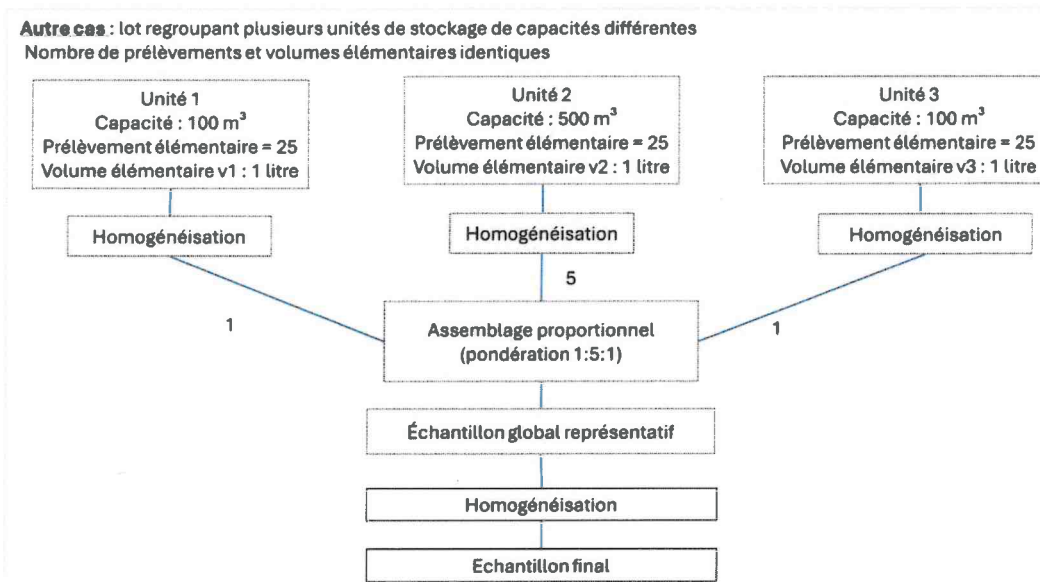 Autre cas : lot regroupant plusieurs unités de stockage de capacités différentes
Nombre de prélèvements et volumes élémentaires identiques
Unité 1
Capacité : 100 m³
Prélèvement élémentaire = 25
Volume élémentaire v1 : 1 litre
Unité 2
Capacité : 500 m³
Prélèvement élémentaire = 25
Volume élémentaire v2 : 1 litre
Unité 3
Capacité : 100 m³
Prélèvement élémentaire = 25
Volume élémentaire v3 : 1 litre
Homogénéisation
Homogénéisation
Homogénéisation
1
5
1
Assemblage proportionnel
(pondération 1:5:1)
Échantillon global représentatif
Homogénéisation
Echantillon final